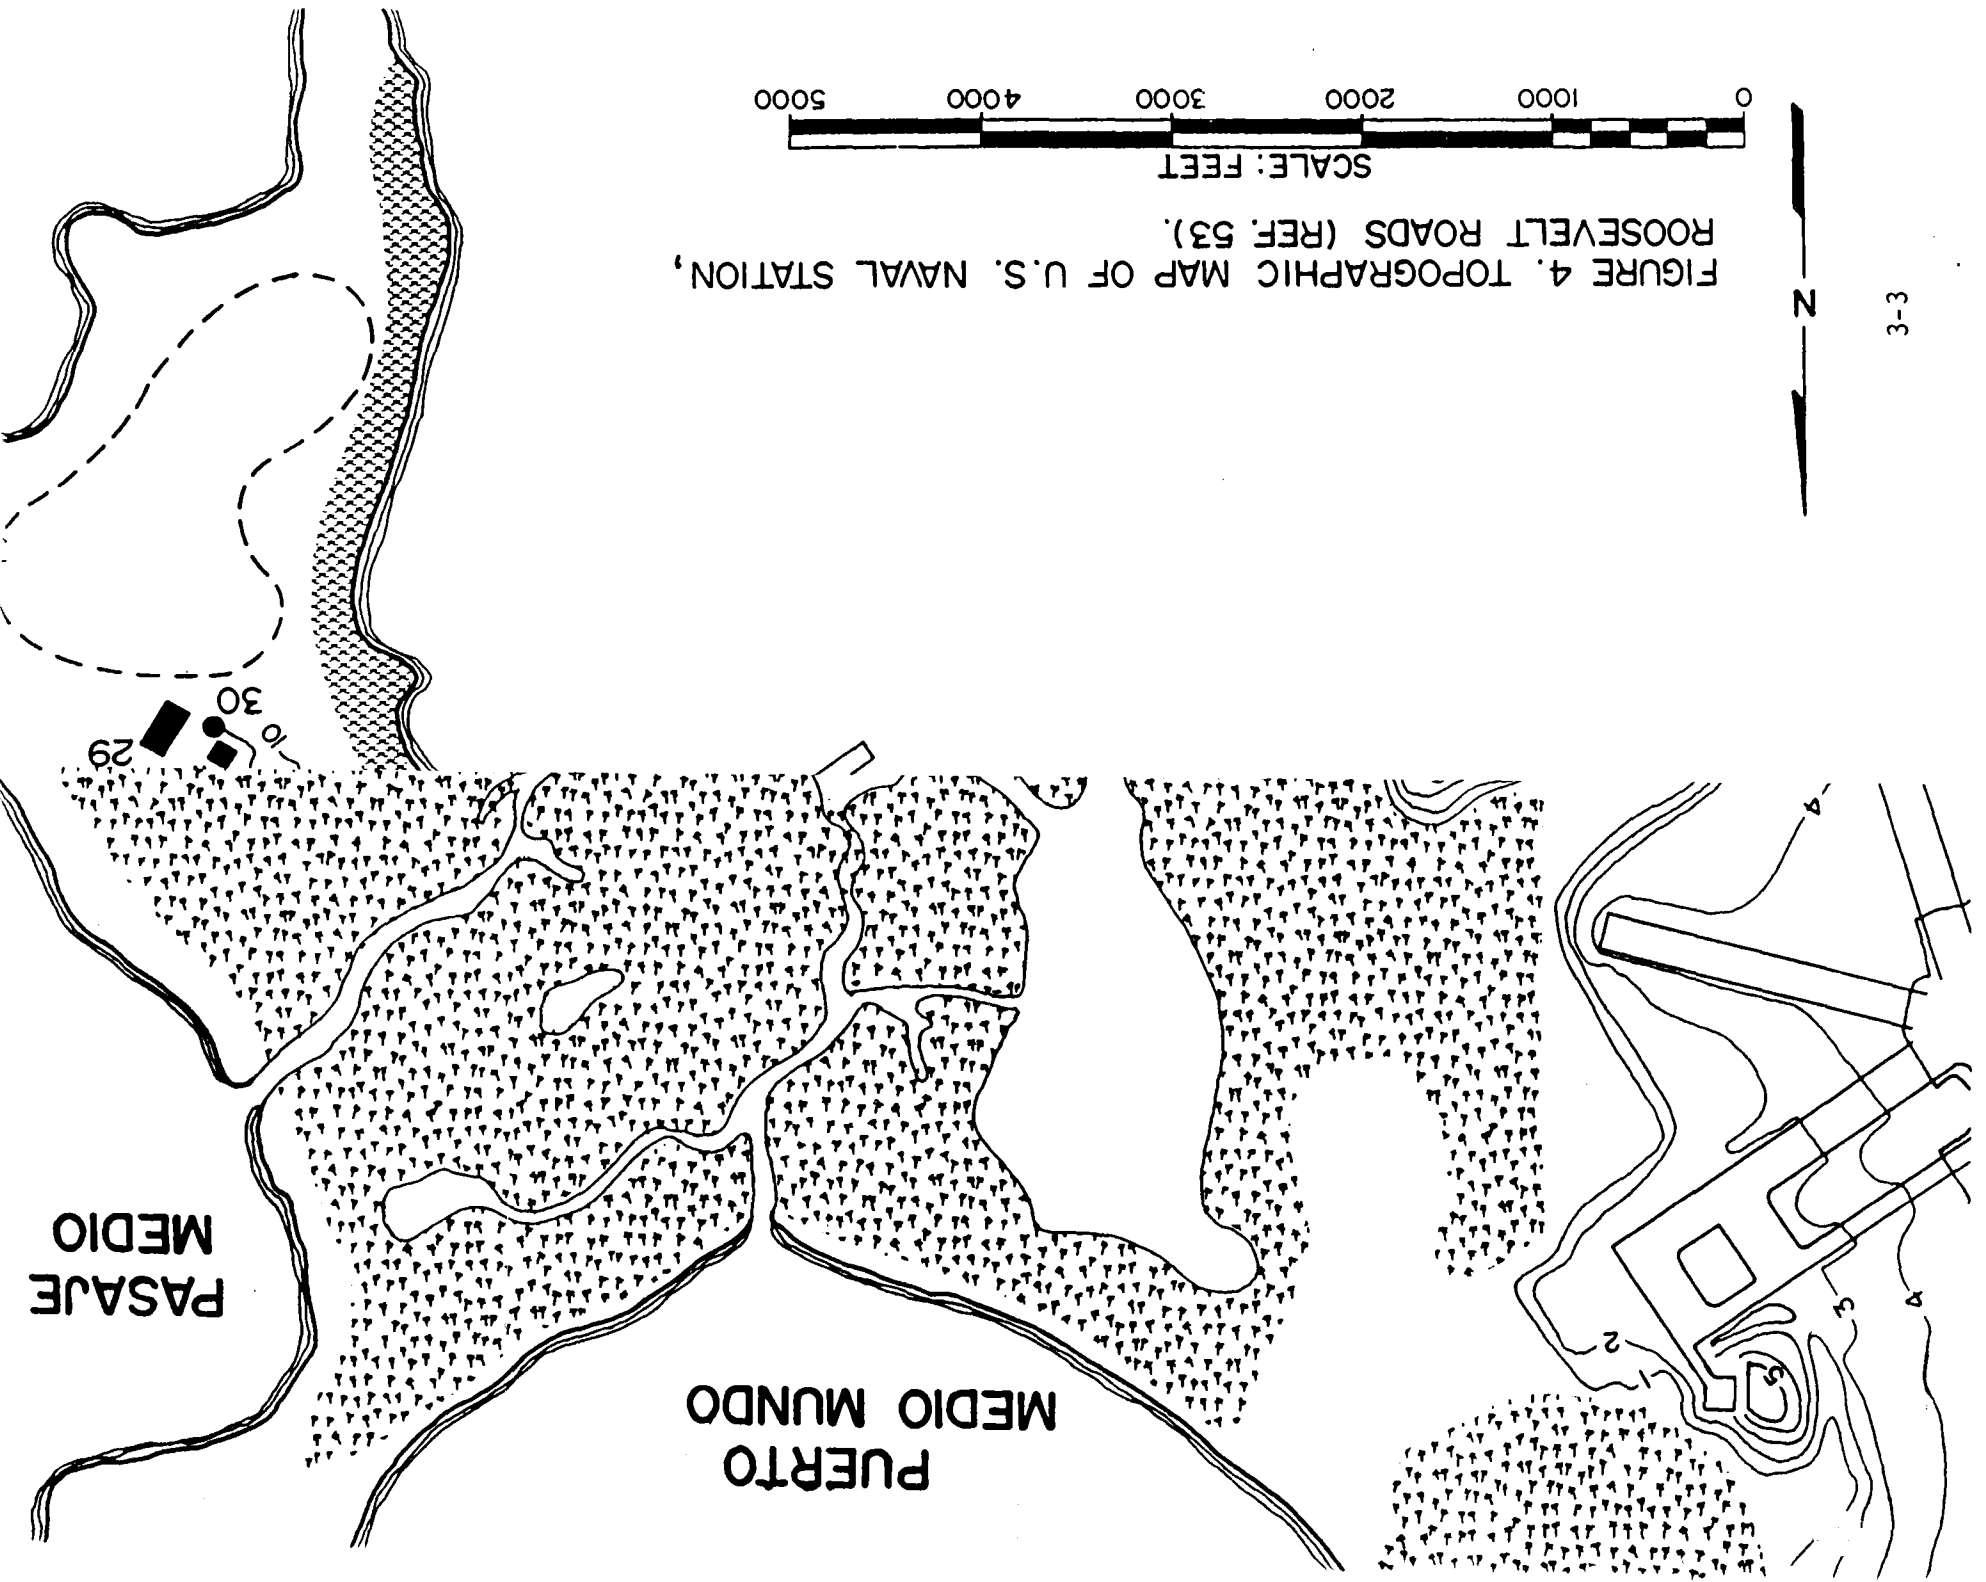 PUERTO
MEDIO MUNDO
PASAJE
MEDIO
5
1
2
3
4
4
29
30
10
N
FIGURE 4. TOPOGRAPHIC MAP OF U.S. NAVAL STATION,
ROOSEVELT ROADS (REF. 53).
SCALE: FEET
0 1000 2000 3000 4000 5000
3-3